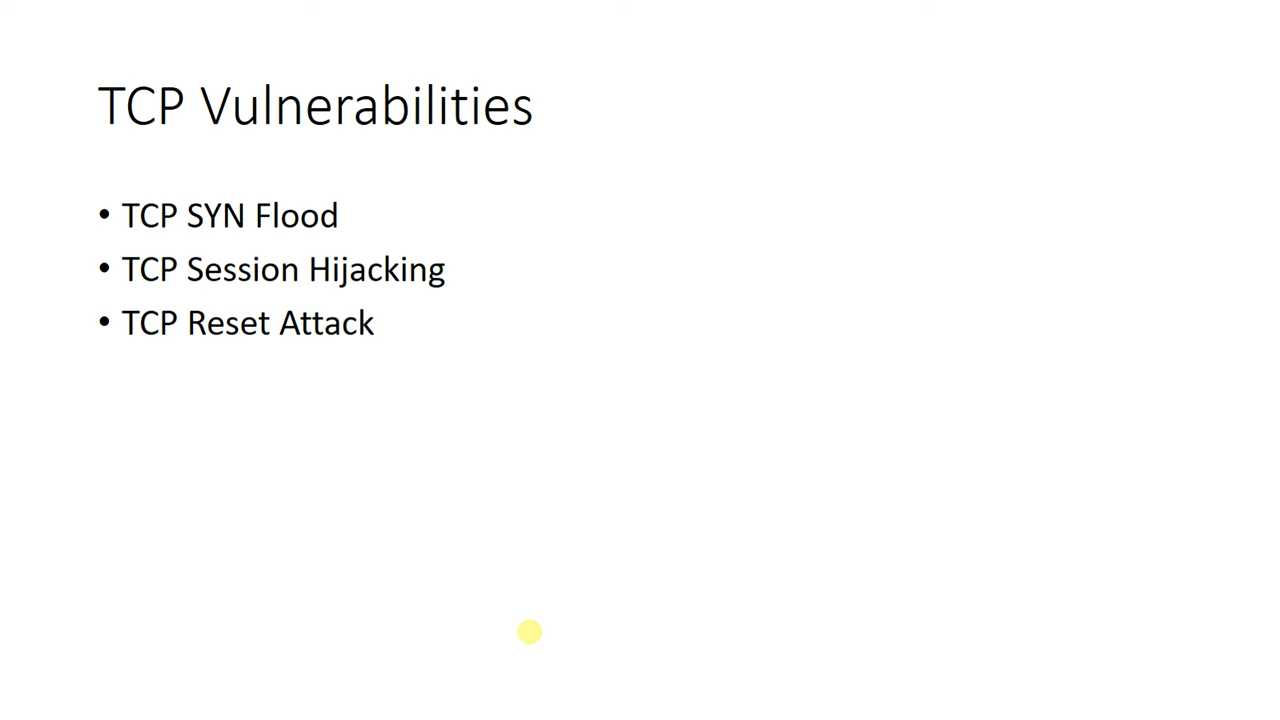 TCP Vulnerabilities
• TCP SYN Flood
• TCP Session Hijacking
• TCP Reset Attack